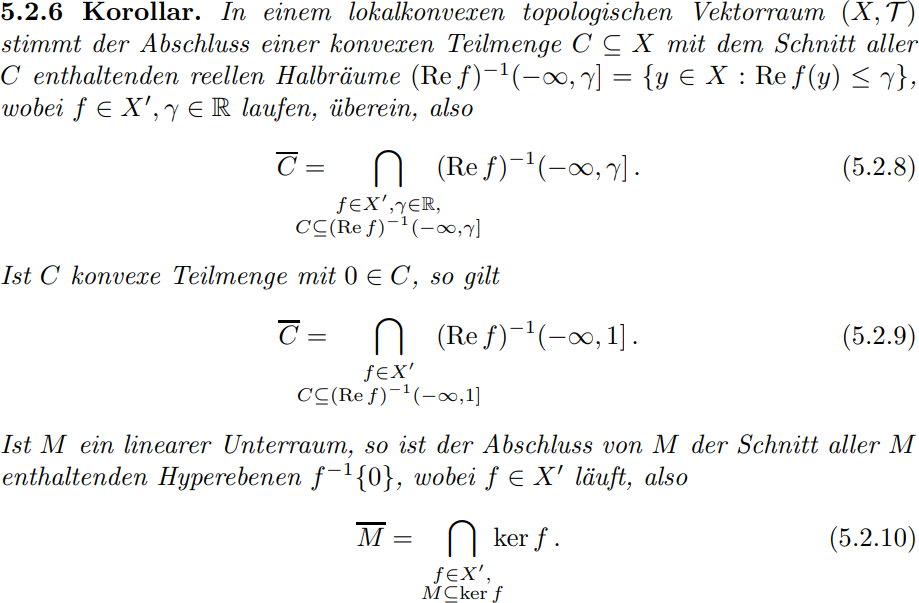 5.2.6 Korollar. In einem lokalkonvexen topologischen Vektorraum (X, 𝒯)
stimmt der Abschluss einer konvexen Teilmenge C ⊆ X mit dem Schnitt aller
C enthaltenden reellen Halbräume (Re f)⁻¹(−∞, γ] = {y ∈ X : Re f(y) ≤ γ},
wobei f ∈ X′, γ ∈ ℝ laufen, überein, also
C̅ = ⋂ (Re f)⁻¹(−∞, γ] . (5.2.8)
f∈X′,γ∈ℝ,
C⊆(Re f)⁻¹(−∞,γ]
Ist C konvexe Teilmenge mit 0 ∈ C, so gilt
C̅ = ⋂ (Re f)⁻¹(−∞, 1] . (5.2.9)
f∈X′
C⊆(Re f)⁻¹(−∞,1]
Ist M ein linearer Unterraum, so ist der Abschluss von M der Schnitt aller M
enthaltenden Hyperebenen f⁻¹{0}, wobei f ∈ X′ läuft, also
M̅ = ⋂ ker f . (5.2.10)
f∈X′,
M⊆ker f